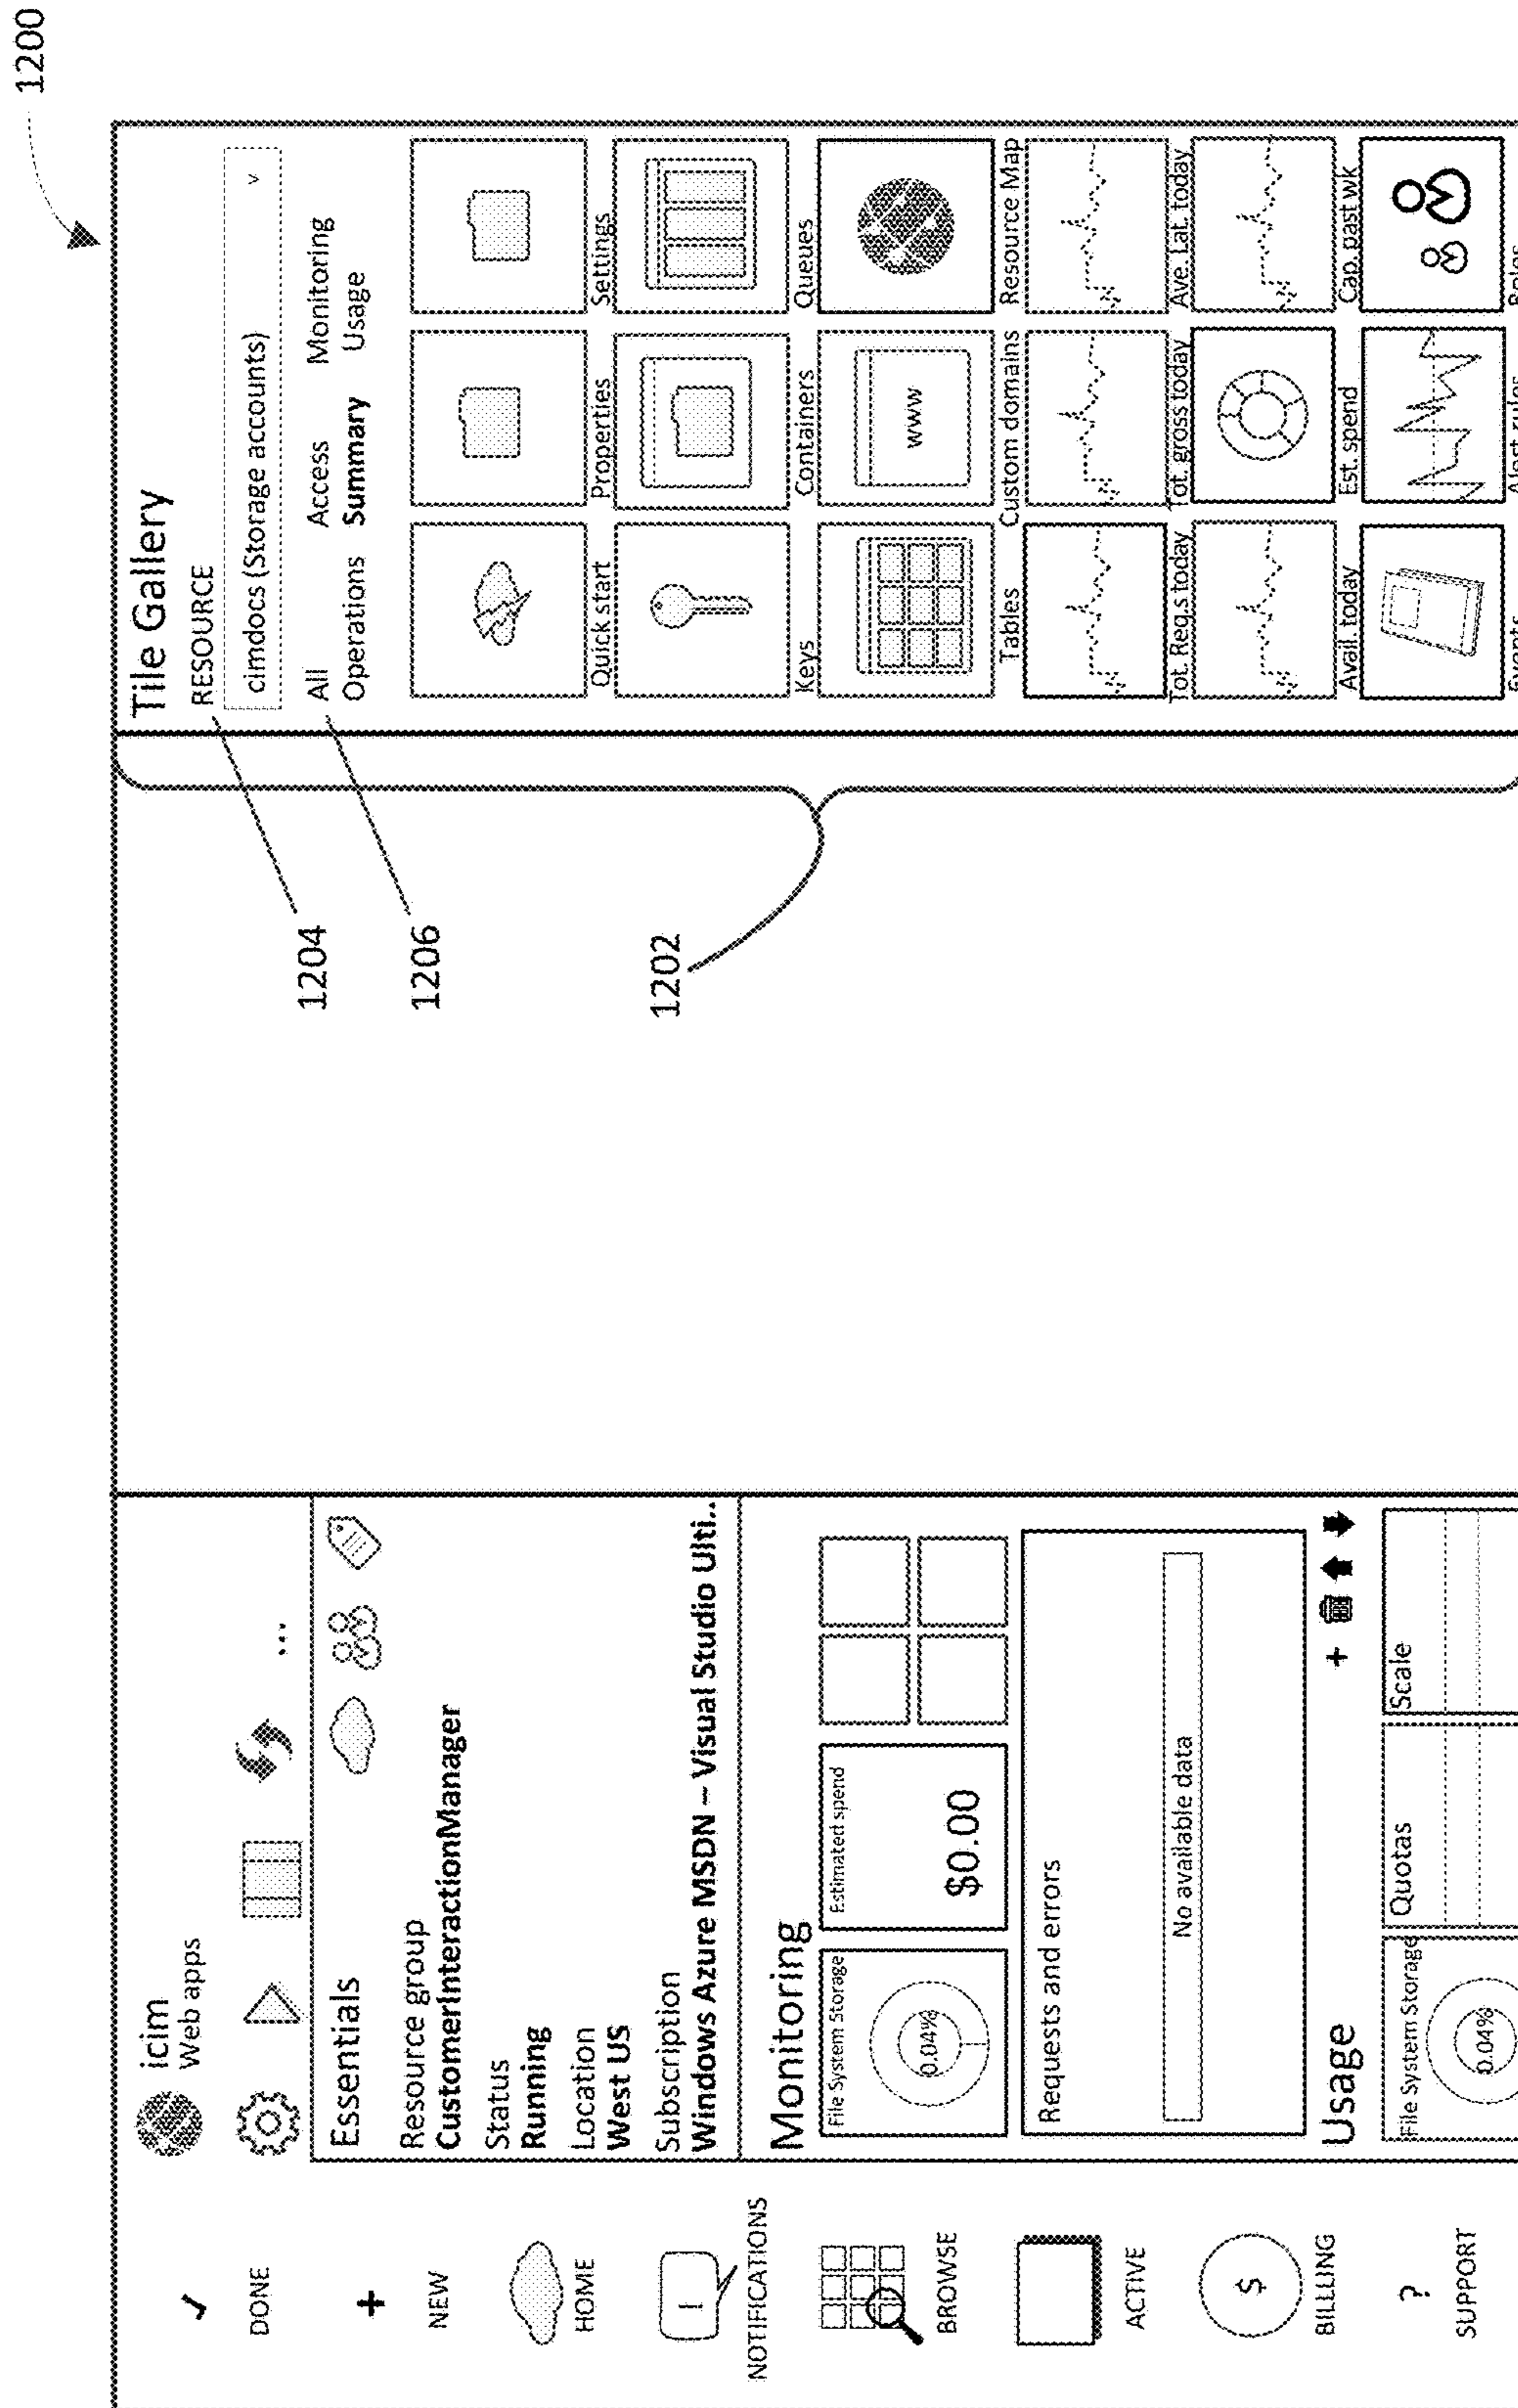 1200
DONE
NEW
HOME
NOTIFICATIONS
BROWSE
ACTIVE
$
BILLING
?
SUPPORT
icim
Web apps
...
Essentials
Resource group
CustomerInteractionManager
Status
Running
Location
West US
Subscription
Windows Azure MSDN – Visual Studio Ulti..
Monitoring
File System Storage
0.04%
Estimated spend
$0.00
Requests and errors
No available data
Usage
File System Storage
0.04%
Quotas
Scale
1204
1206
1202
Tile Gallery
RESOURCE
cimdocs (Storage accounts) v
All Access Monitoring
Operations Summary Usage
Quick start Properties Settings
Keys Containers Queues
www
Tables Custom domains Resource Map
Tot. Req.s today Tot. gross today Ave. Lat. today
Avail. today Est. spend Cap. past wk
Events Alert rules Roles